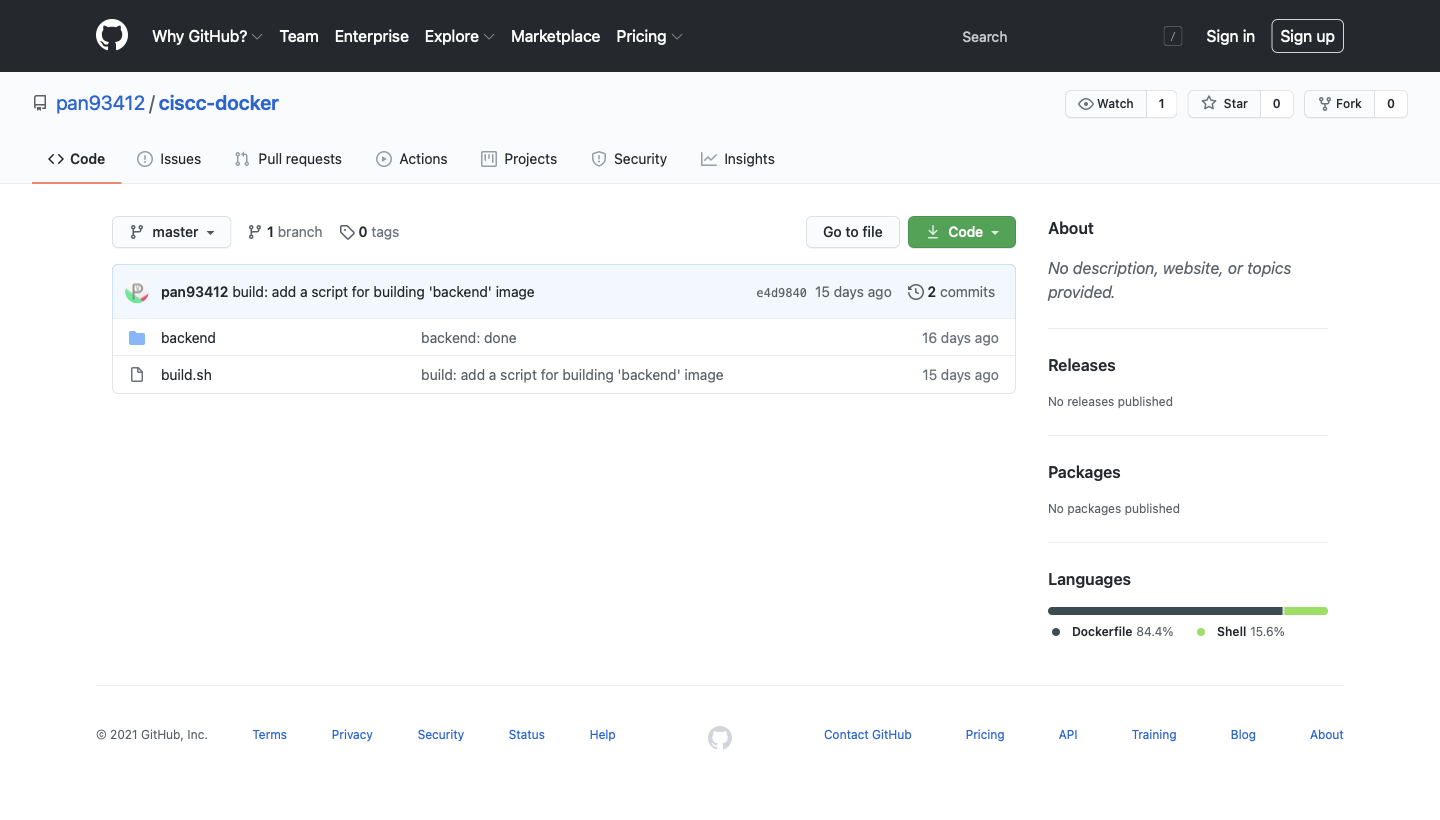 Why GitHub? Team Enterprise Explore Marketplace Pricing Search / Sign in Sign up
pan93412 / ciscc-docker Watch 1 Star 0 Fork 0
Code Issues Pull requests Actions Projects Security Insights
master 1 branch 0 tags Go to file Code
pan93412 build: add a script for building 'backend' image e4d9840 15 days ago 2 commits
backend backend: done 16 days ago
build.sh build: add a script for building 'backend' image 15 days ago
About
No description, website, or topics
provided.
Releases
No releases published
Packages
No packages published
Languages
Dockerfile 84.4% Shell 15.6%
© 2021 GitHub, Inc. Terms Privacy Security Status Help Contact GitHub Pricing API Training Blog About